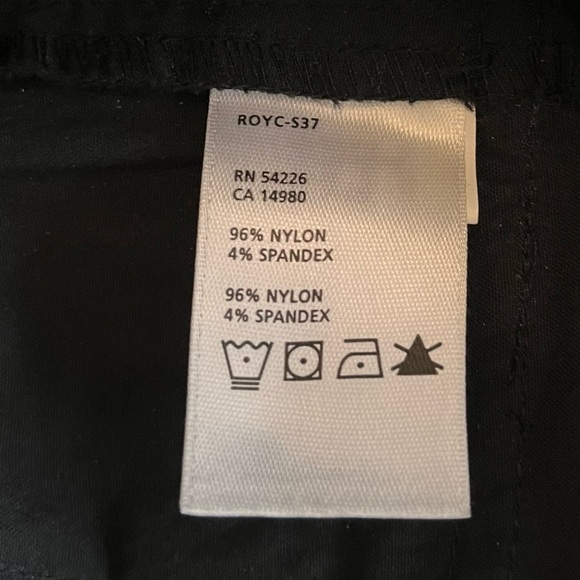 ROYC-S37
RN 54226
CA 14980
96% NYLON
4% SPANDEX
96% NYLON
4% SPANDEX